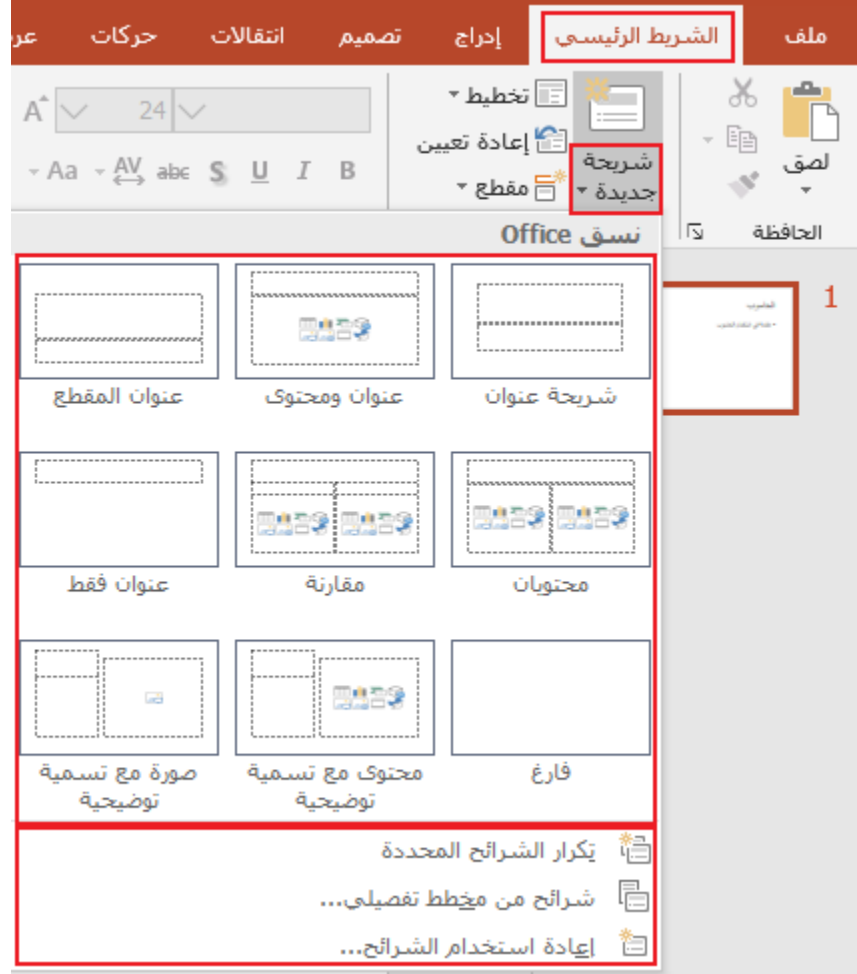 ملف
الشريط الرئيسي
إدراج
تصميم
انتقالات
حركات
لصق
الحافظة
شريحة
جديدة
تخطيط
إعادة تعيين
مقطع
24
A
B I U S abc AV Aa
نسق Office
شريحة عنوان
عنوان ومحتوى
عنوان المقطع
محتويان
مقارنة
عنوان فقط
فارغ
محتوى مع تسمية
توضيحية
صورة مع تسمية
توضيحية
تكرار الشرائح المحددة
شرائح من مخطط تفصيلي...
إعادة استخدام الشرائح...
1